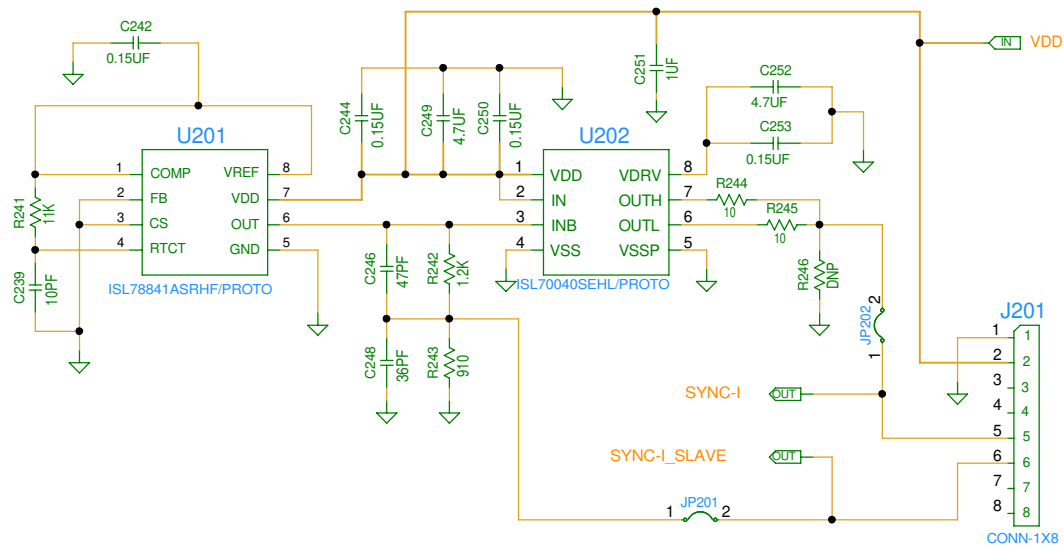 C242
0.15UF
C251
1UF
IN
VDD
C244
0.15UF
C249
4.7UF
C250
0.15UF
C252
4.7UF
C253
0.15UF
U201
1 COMP VREF 8
2 FB VDD 7
3 CS OUT 6
4 RTCT GND 5
ISL78841ASRHF/PROTO
R241
11K
C239
10PF
U202
1 VDD VDRV 8
2 IN OUTH 7
3 INB OUTL 6
4 VSS VSSP 5
ISL70040SEHL/PROTO
R244
10
R245
10
R246
DNP
C246
47PF
R242
1.2K
C248
36PF
R243
910
2
JP202
1
J201
1 1
2 2
3 3
4 4
5 5
6 6
7 7
8 8
CONN-1X8
SYNC-I
OUT
SYNC-I_SLAVE
OUT
1 JP201 2